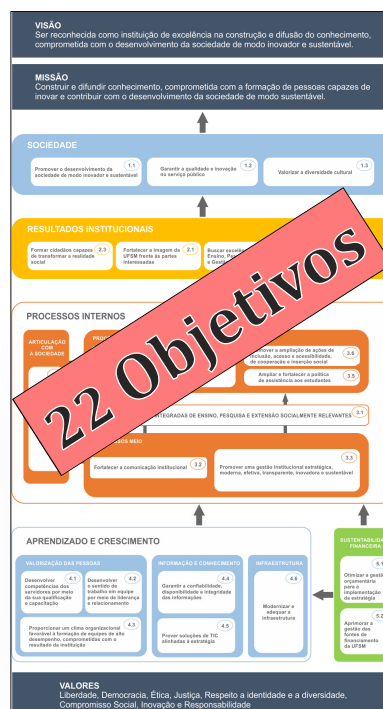 VISÃO
Ser reconhecida como instituição de excelência na construção e difusão do conhecimento,
comprometida com o desenvolvimento da sociedade de modo inovador e sustentável.
MISSÃO
Construir e difundir conhecimento, comprometida com a formação de pessoas capazes de
inovar e contribuir com o desenvolvimento da sociedade de modo sustentável.
SOCIEDADE
1.1
Promover o desenvolvimento da
sociedade de modo inovador e sustentável
1.2
Garantir a qualidade e inovação
no serviço público
1.3
Valorizar a diversidade cultural
RESULTADOS INSTITUCIONAIS
Formar cidadãos capazes
de transformar a realidade
social
2.3
Fortalecer a imagem da
UFSM frente às partes
interessadas
2.1
Buscar
Ensino,
e
22 Objetivos
PROCESSOS INTERNOS
ARTICULAÇÃO
COM
A SOCIEDADE
ampliação de ações de
inclusão, acesso e acessibilidade,
de cooperação e inserção social
3.6
Ampliar e fortalecer a política
de assistência aos estudantes
3.5
INTEGRADAS DE ENSINO, PESQUISA E EXTENSÃO SOCIALMENTE RELEVANTES
3.1
MEIO
Fortalecer a comunicação institucional
3.2
3.3
Promover uma gestão institucional estratégica,
moderna, efetiva, transparente, inovadora e sustentável
APRENDIZADO E CRESCIMENTO
VALORIZAÇÃO DAS PESSOAS
Desenvolver
competências dos
servidores por meio
da sua qualificação
e capacitação
4.1
Desenvolver
o sentido de
trabalho em equipe
por meio de liderança
e relacionamento
4.2
4.3
Proporcionar um clima organizacional
favorável à formação de equipes de alto
desempenho, comprometidas com o
resultado da instituição
INFORMAÇÃO E CONHECIMENTO
4.4
Garantir a confiabilidade,
disponibilidade e integridade
das informações
4.5
Prover soluções de TIC
alinhadas à estratégia
INFRAESTRUTURA
4.6
Modernizar e
adequar a
infraestrutura
SUSTENTABILIDADE
FINANCEIRA
5.1
Otimizar a gestão
orçamentária
para a
implementação
da estratégia
5.2
Aprimorar a
gestão das
fontes de
financiamento
da UFSM
VALORES
Liberdade, Democracia, Ética, Justiça, Respeito a identidade e a diversidade,
Compromisso Social, Inovação e Responsabilidade